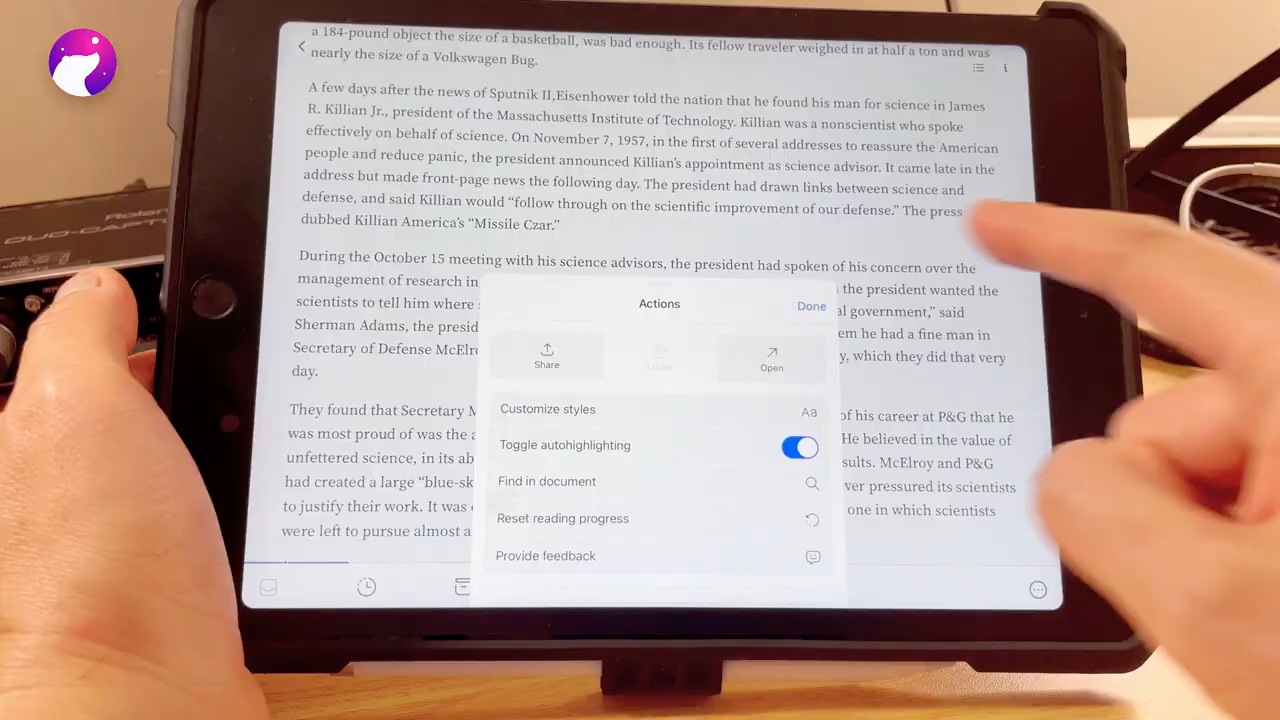 a 184-pound object the size of a basketball, was bad enough. Its fellow traveler weighed in at half a ton and was
nearly the size of a Volkswagen Bug.
A few days after the news of Sputnik II,Eisenhower told the nation that he found his man for science in James
R. Killian Jr., president of the Massachusetts Institute of Technology. Killian was a nonscientist who spoke
effectively on behalf of science. On November 7, 1957, in the first of several addresses to reassure the American
people and reduce panic, the president announced Killian's appointment as science advisor. It came late in the
address but made front-page news the following day. The president had drawn links between science and
defense, and said Killian would “follow through on the scientific improvement of our defense.” The press
dubbed Killian America's “Missile Czar.”
During the October 15 meeting with his science advisors, the president had spoken of his concern over the
management of research in the president wanted the
scientists to tell him where al government,” said
Sherman Adams, the presid em he had a fine man in
Secretary of Defense McElro y, which they did that very
day.
They found that Secretary M of his career at P&G that he
was most proud of was the a He believed in the value of
unfettered science, in its ab sults. McElroy and P&G
had created a large “blue-sk ver pressured its scientists
to justify their work. It was one in which scientists
were left to pursue almost a
Actions
Done
Share
Open
Customize styles
Aa
Toggle autohighlighting
Find in document
Reset reading progress
Provide feedback
Roland
DUO-CAPT